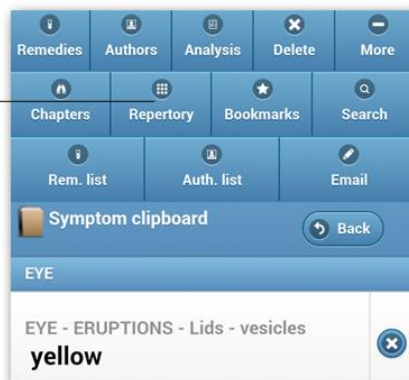 Remedies Authors Analysis Delete More
Chapters Repertory Bookmarks Search
Rem. list Auth. list Email
Symptom clipboard Back
EYE
EYE - ERUPTIONS - Lids - vesicles
yellow